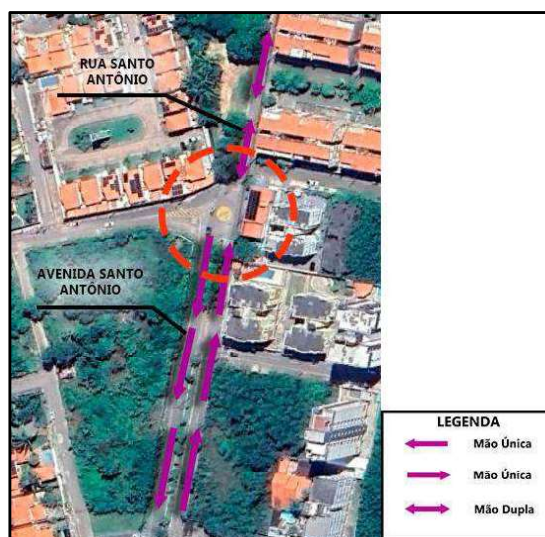 RUA SANTO
ANTÔNIO
AVENIDA SANTO
ANTÔNIO
LEGENDA
Mão Única
Mão Única
Mão Dupla